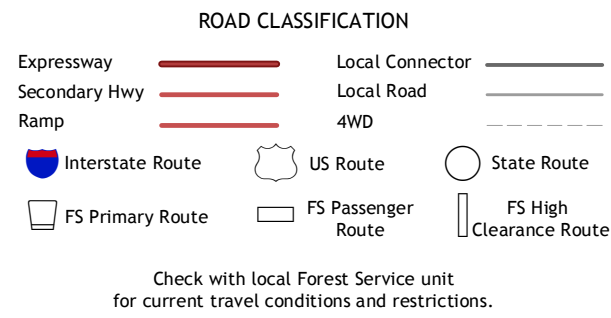 ROAD CLASSIFICATION
Expressway
Local Connector
Secondary Hwy
Local Road
Ramp
4WD
Interstate Route
US Route
State Route
FS Primary Route
FS Passenger
Route
FS High
Clearance Route
Check with local Forest Service unit
for current travel conditions and restrictions.